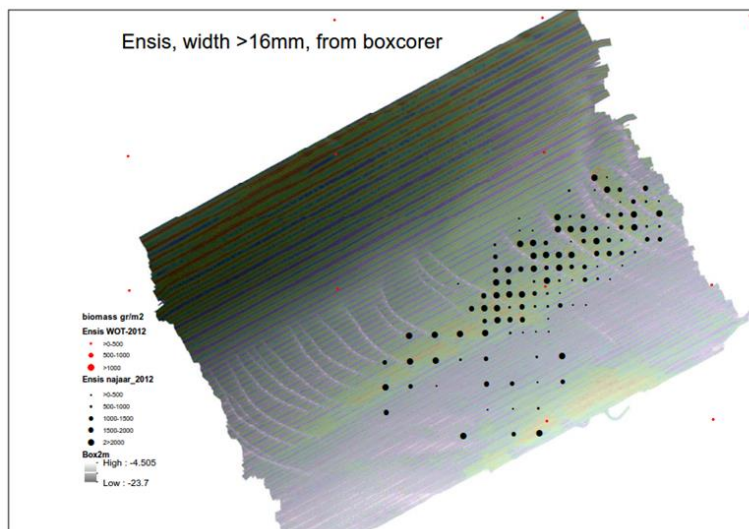 Ensis, width >16mm, from boxcorer
biomass gr/m2
Ensis WOT-2012
>0-500
500-1000
>1000
Ensis najaar_2012
>0-500
500-1000
1000-1500
1500-2000
2>2000
Box2m
High : -4.505
Low : -23.7